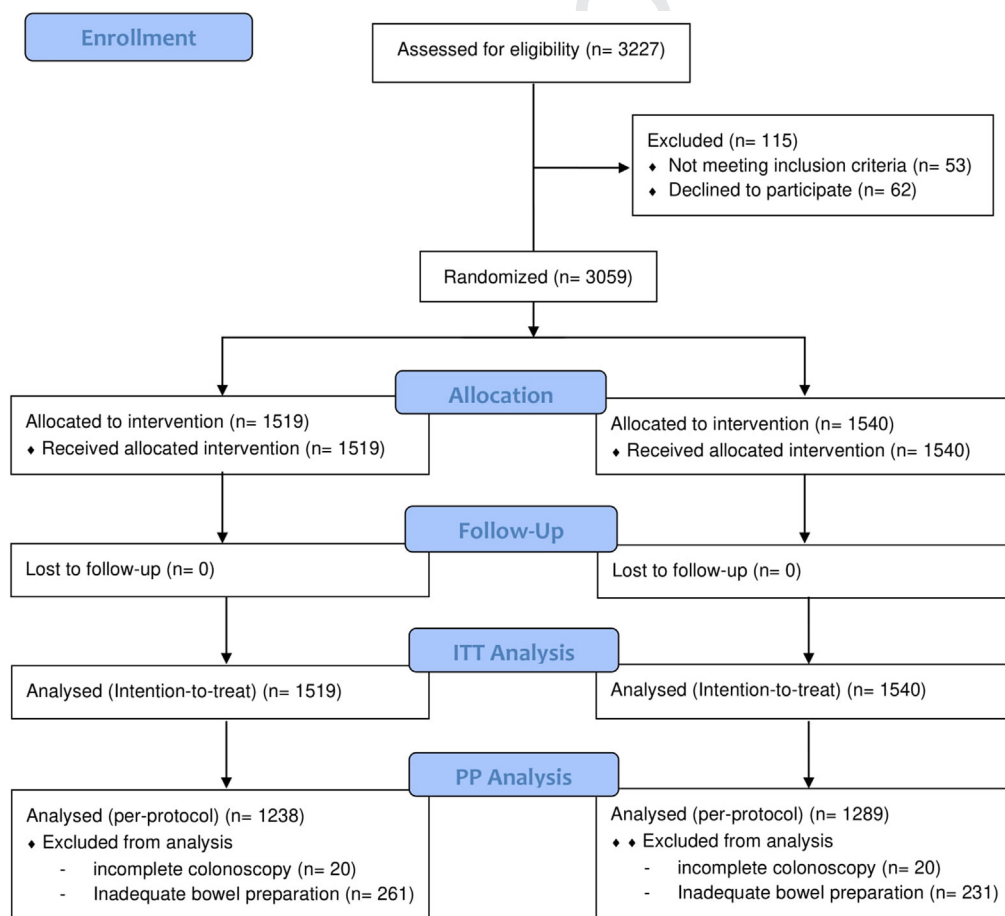 Enrollment
Assessed for eligibility (n= 3227)
Excluded (n= 115)
♦ Not meeting inclusion criteria (n= 53)
♦ Declined to participate (n= 62)
Randomized (n= 3059)
Allocation
Allocated to intervention (n= 1519)
♦ Received allocated intervention (n= 1519)
Allocated to intervention (n= 1540)
♦ Received allocated intervention (n= 1540)
Follow-Up
Lost to follow-up (n= 0)
Lost to follow-up (n= 0)
ITT Analysis
Analysed (Intention-to-treat) (n= 1519)
Analysed (Intention-to-treat) (n= 1540)
PP Analysis
Analysed (per-protocol) (n= 1238)
♦ Excluded from analysis
- incomplete colonoscopy (n= 20)
- Inadequate bowel preparation (n= 261)
Analysed (per-protocol) (n= 1289)
♦ ♦ Excluded from analysis
- incomplete colonoscopy (n= 20)
- Inadequate bowel preparation (n= 231)